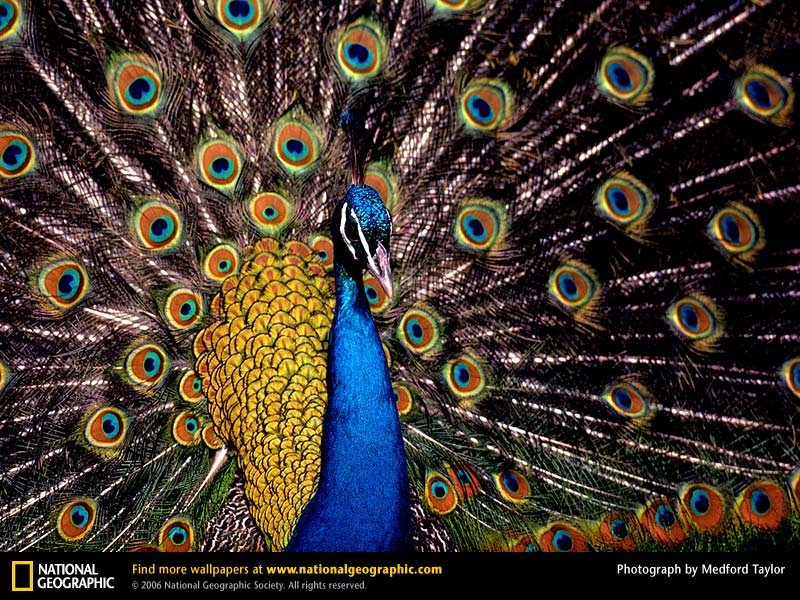 NATIONAL
GEOGRAPHIC
Find more wallpapers at www.nationalgeographic.com
© 2006 National Geographic Society. All rights reserved.
Photograph by Medford Taylor